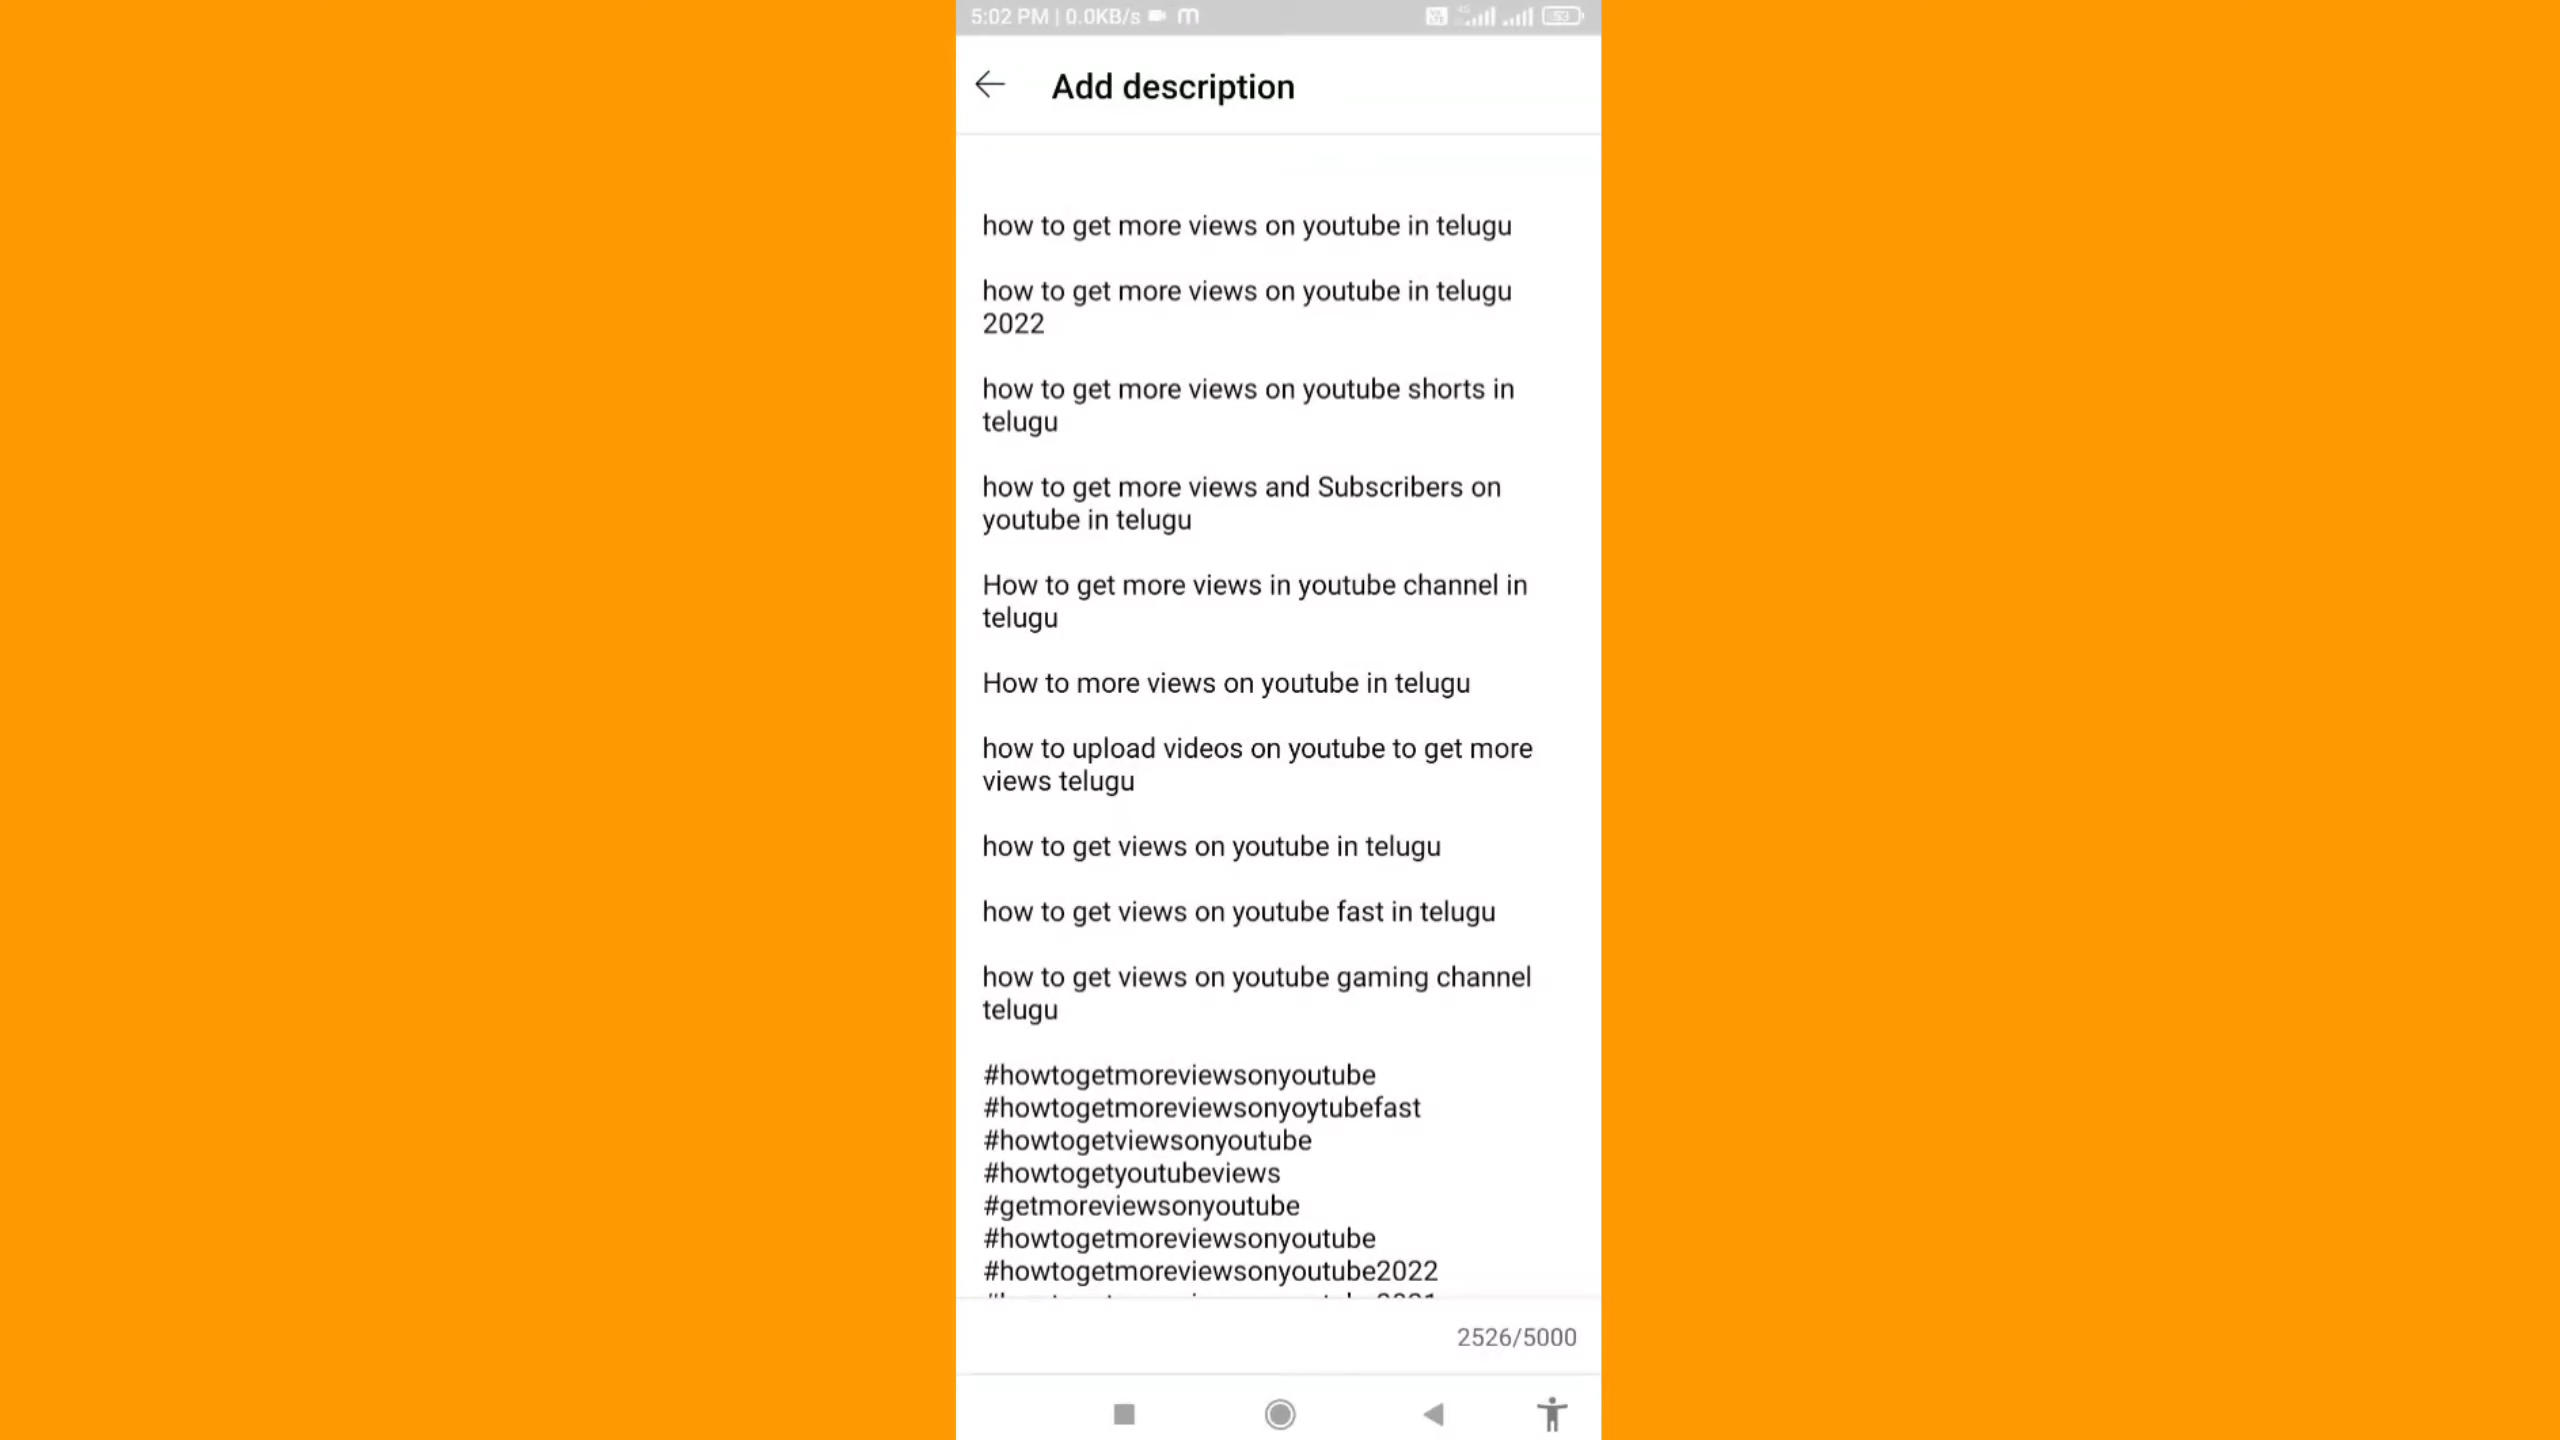 5:02 PM | 0.0KB/s
4G
53
Add description
how to get more views on youtube in telugu
how to get more views on youtube in telugu
2022
how to get more views on youtube shorts in
telugu
how to get more views and Subscribers on
youtube in telugu
How to get more views in youtube channel in
telugu
How to more views on youtube in telugu
how to upload videos on youtube to get more
views telugu
how to get views on youtube in telugu
how to get views on youtube fast in telugu
how to get views on youtube gaming channel
telugu
#howtogetmoreviewsonyoutube
#howtogetmoreviewsonyoytubefast
#howtogetviewsonyoutube
#howtogetyoutubeviews
#getmoreviewsonyoutube
#howtogetmoreviewsonyoutube
#howtogetmoreviewsonyoutube2022
2526/5000